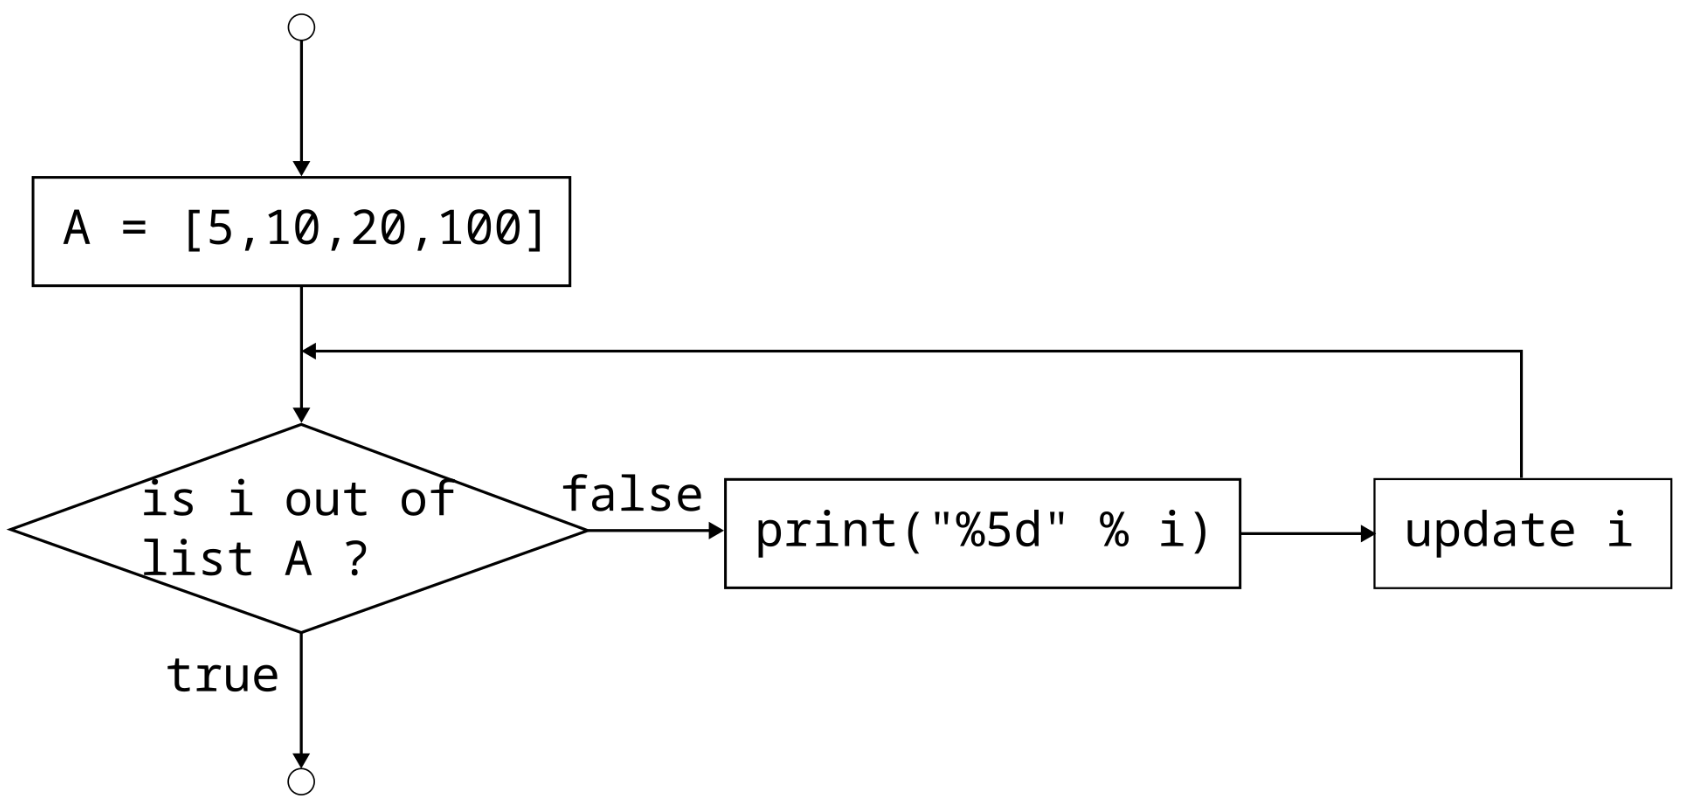 A = [5,10,20,100]
is i out of
list A ?
false
print("%5d" % i)
update i
true